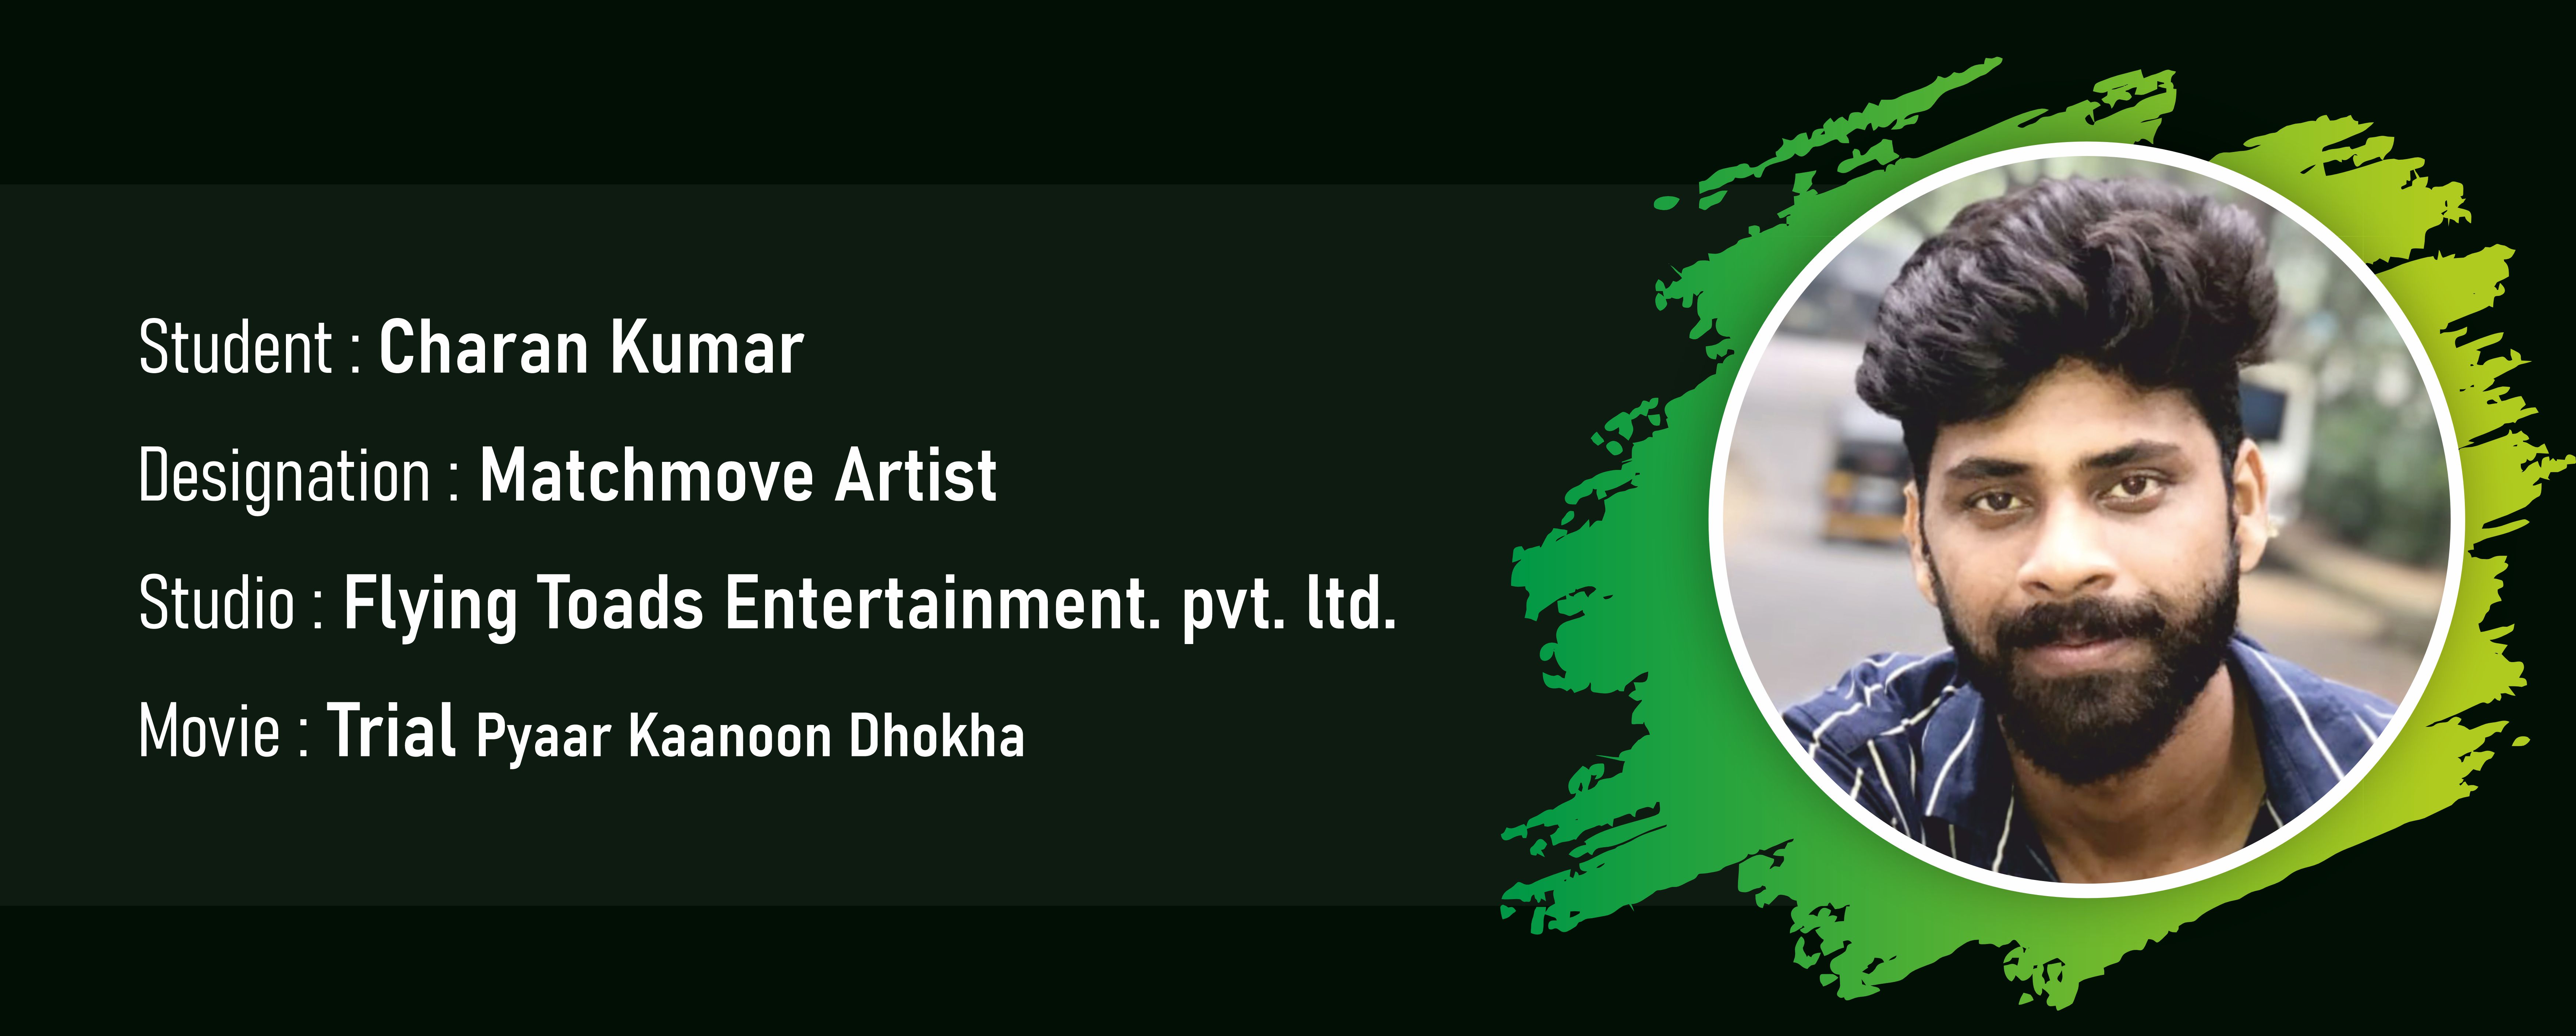 Student : Charan Kumar
Designation : Matchmove Artist
Studio : Flying Toads Entertainment. pvt. ltd.
Movie : Trial Pyaar Kaanoon Dhokha